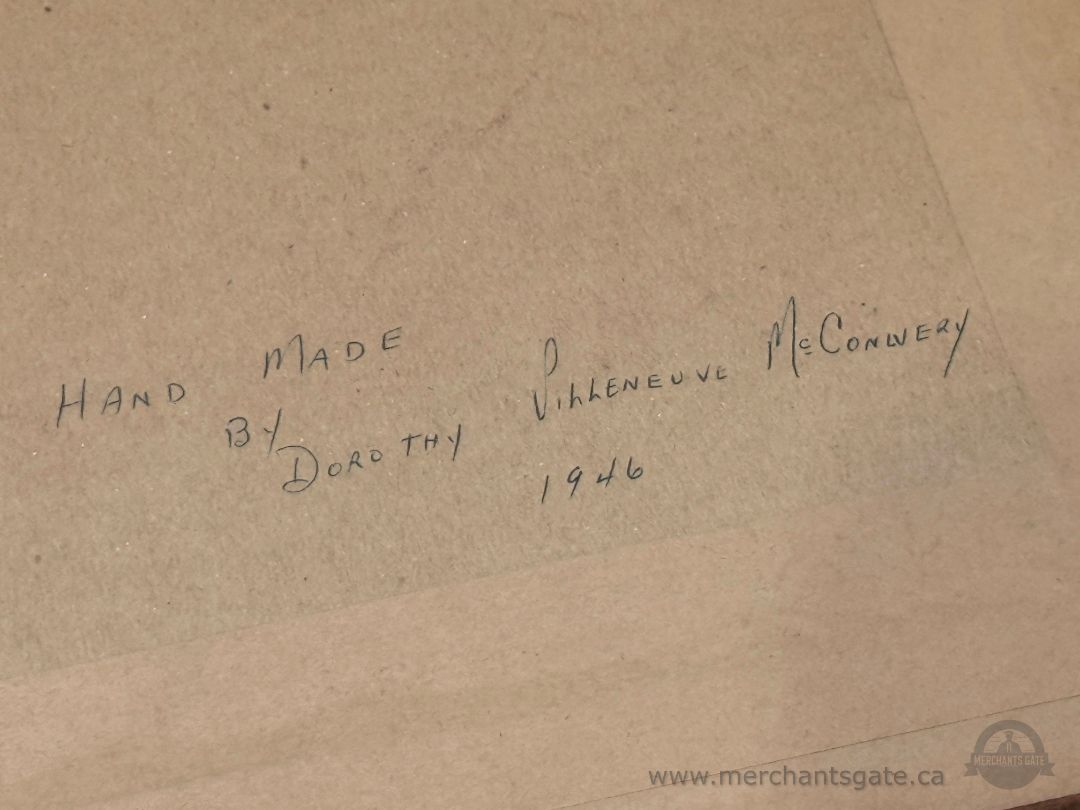 HAND MADE
BY
DOROTHY VILLENEUVE McCONWERY
1946
www.merchantsgate.ca
MERCHANTS GATE